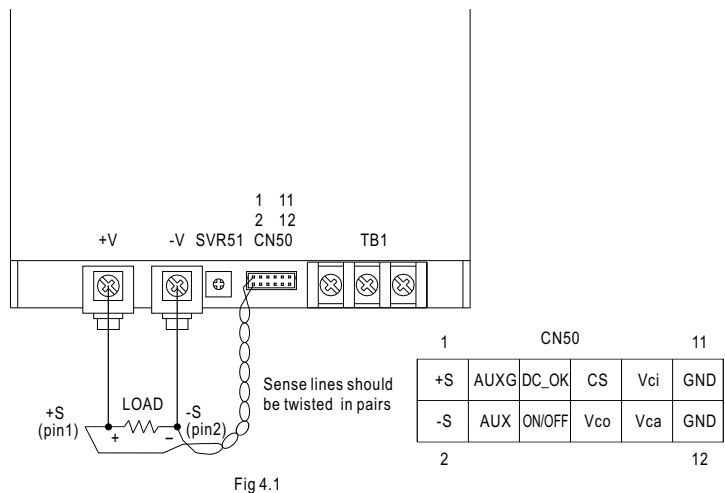 1 11
2 12
+V -V SVR51 CN50 TB1
Sense lines should
be twisted in pairs
+S
(pin1)
LOAD
+ −
-S
(pin2)
1 CN50 11
+S AUXG DC_OK CS Vci GND
-S AUX ON/OFF Vco Vca GND
2 12
Fig 4.1